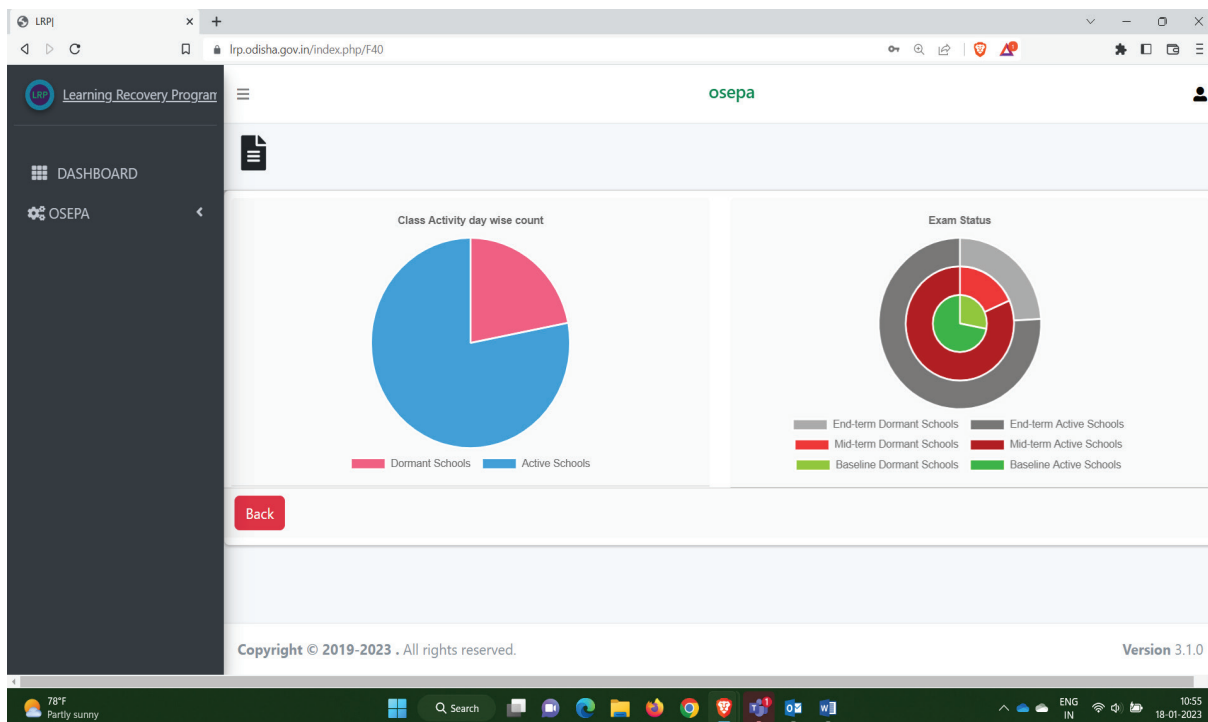 LRP|
lrp.odisha.gov.in/index.php/F40
LRP
Learning Recovery Program
osepa
DASHBOARD
OSEPA
Class Activity day wise count
Dormant Schools Active Schools
Exam Status
End-term Dormant Schools End-term Active Schools
Mid-term Dormant Schools Mid-term Active Schools
Baseline Dormant Schools Baseline Active Schools
Back
Copyright © 2019-2023 . All rights reserved.
Version 3.1.0
78°F
Partly sunny
Search
ENG
IN
10:55
18-01-2023